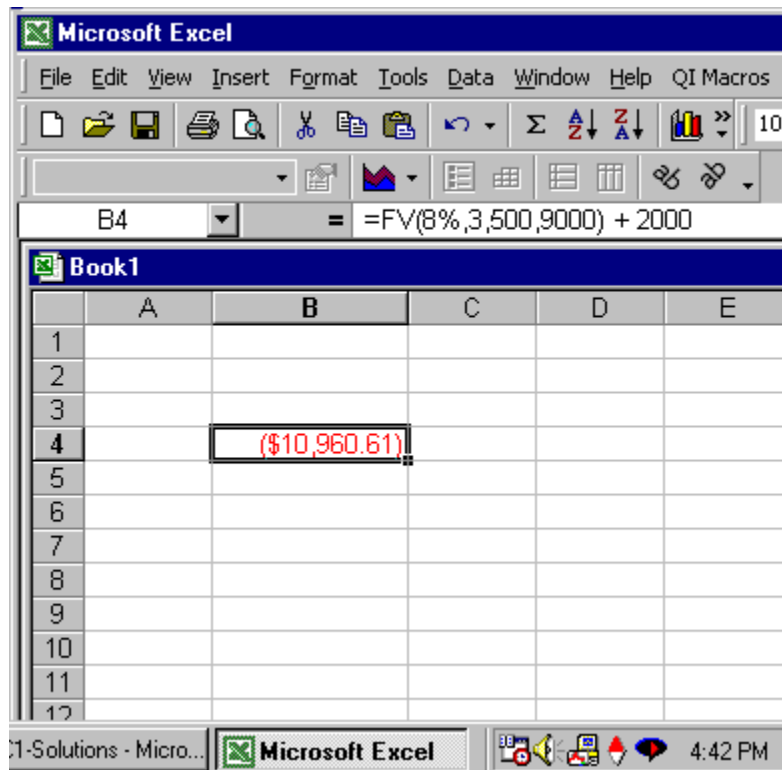 Microsoft Excel
File Edit View Insert Format Tools Data Window Help QI Macros
Σ A Z Z A » 10
B4 = =FV(8%,3,500,9000) + 2000
Book1
A B C D E
1
2
3
4 ($10,960.61)
5
6
7
8
9
10
11
12
1-Solutions - Micro... Microsoft Excel 4:42 PM